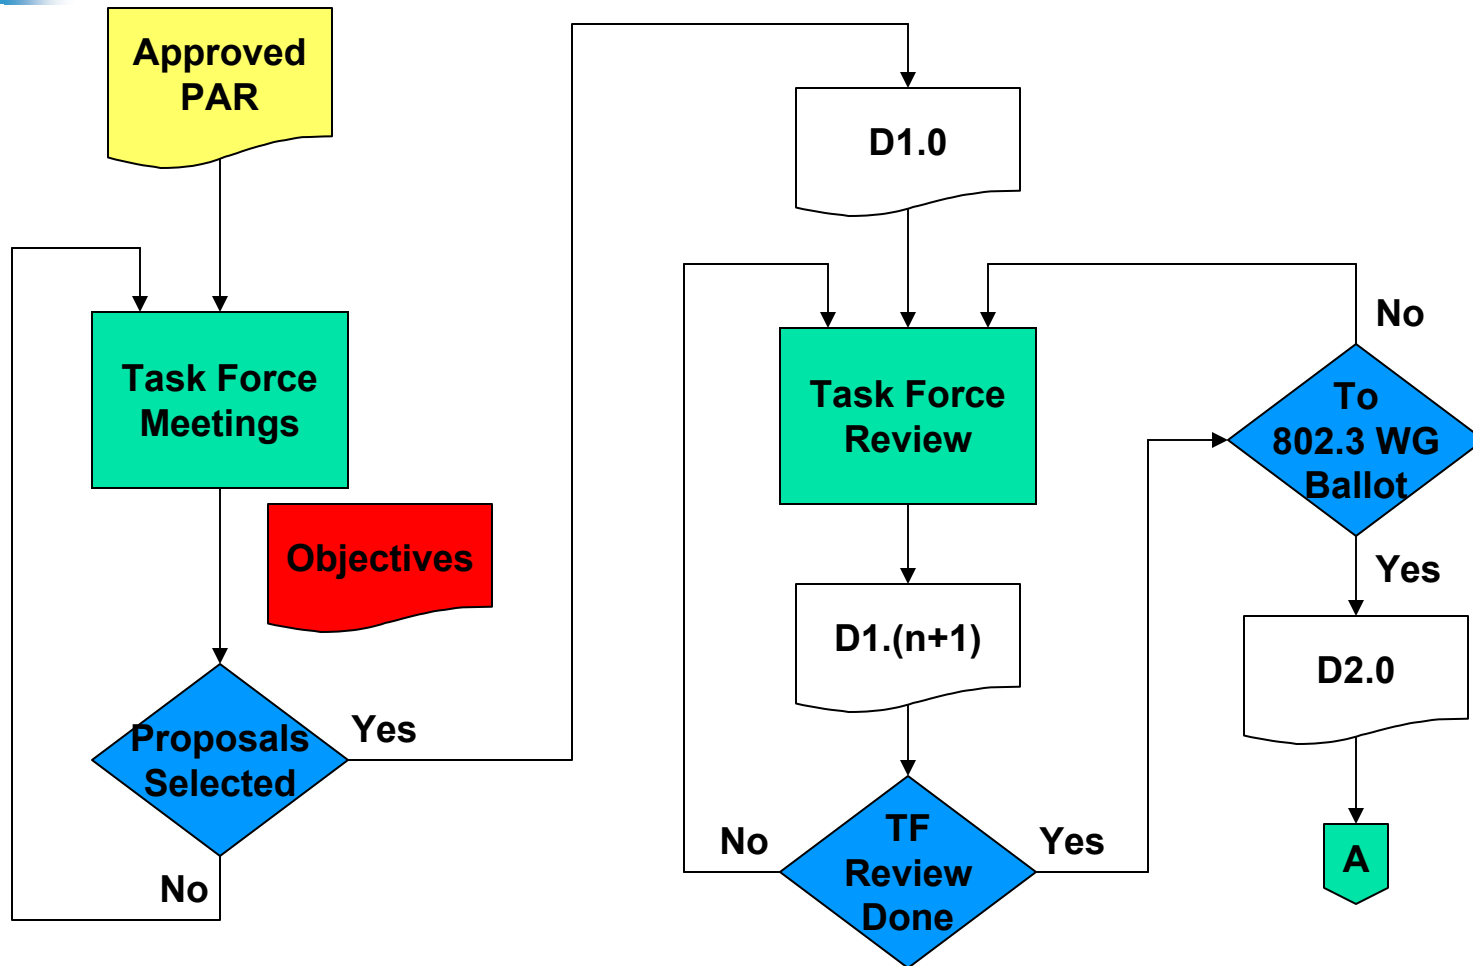 Approved
PAR
Task Force
Meetings
Objectives
Proposals
Selected
Yes
No
D1.0
Task Force
Review
D1.(n+1)
TF
Review
Done
No
Yes
To
802.3 WG
Ballot
No
Yes
D2.0
A